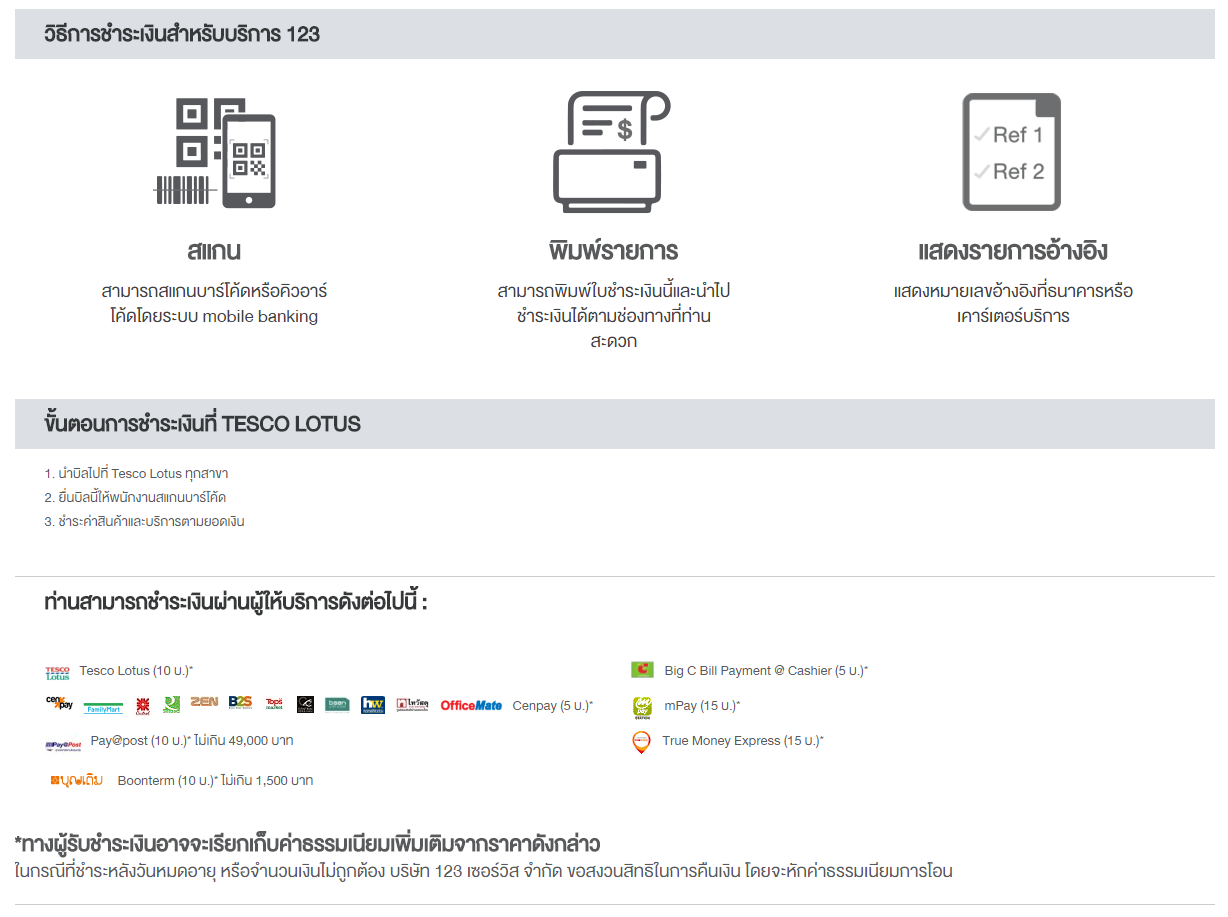 วิธีการชำระเงินสำหรับบริการ 123
Ref 1
Ref 2
สแกน
สามารถสแกนบาร์โค้ดหรือคิวอาร์
โค้ดโดยระบบ mobile banking
พิมพ์รายการ
สามารถพิมพ์ใบชำระเงินนี้และนำไป
ชำระเงินได้ตามช่องทางที่ท่าน
สะดวก
แสดงรายการอ้างอิง
แสดงหมายเลขอ้างอิงที่ธนาคารหรือ
เคาร์เตอร์บริการ
ขั้นตอนการชำระเงินที่ TESCO LOTUS
1. นำบิลไปที่ Tesco Lotus ทุกสาขา
2. ยื่นบิลนี้ให้พนักงานสแกนบาร์โค้ด
3. ชำระค่าสินค้าและบริการตามยอดเงิน
ท่านสามารถชำระเงินผ่านผู้ให้บริการดังต่อไปนี้ :
TESCO Lotus Tesco Lotus (10 บ.)*
Big C Bill Payment @ Cashier (5 บ.)*
cenpay FamilyMart ZEN B2S Tops market hw ไทวัสดุ OfficeMate Cenpay (5 บ.)*
mPay (15 บ.)*
Pay@Post Pay@post (10 บ.)* ไม่เกิน 49,000 บาท
True Money Express (15 บ.)*
บุญเติม Boonterm (10 บ.)* ไม่เกิน 1,500 บาท
*ทางผู้รับชำระเงินอาจจะเรียกเก็บค่าธรรมเนียมเพิ่มเติมจากราคาดังกล่าว
ในกรณีที่ชำระหลังวันหมดอายุ หรือจำนวนเงินไม่ถูกต้อง บริษัท 123 เซอร์วิส จำกัด ขอสงวนสิทธิในการคืนเงิน โดยจะหักค่าธรรมเนียมการโอน